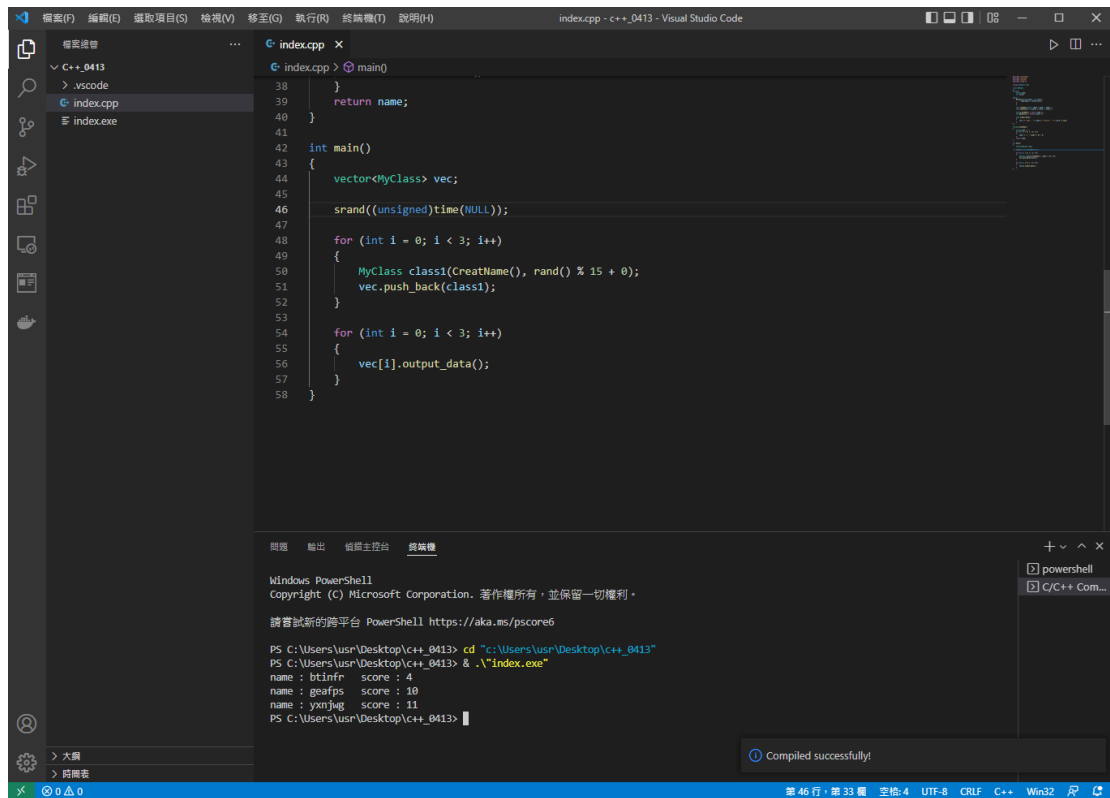 檔案(F) 編輯(E) 選取項目(S) 檢視(V) 移至(G) 執行(R) 終端機(T) 說明(H) index.cpp - c++_0413 - Visual Studio Code
檔案總管 ...
C++_0413
.vscode
index.cpp
index.exe
大綱
時間表
index.cpp
index.cpp > main()
38 }
39 return name;
40 }
41
42 int main()
43 {
44 vector<MyClass> vec;
45
46 srand((unsigned)time(NULL));
47
48 for (int i = 0; i < 3; i++)
49 {
50 MyClass class1(CreatName(), rand() % 15 + 0);
51 vec.push_back(class1);
52 }
53
54 for (int i = 0; i < 3; i++)
55 {
56 vec[i].output_data();
57 }
58 }
問題 輸出 偵錯主控台 終端機
powershell
C/C++ Com...
Windows PowerShell
Copyright (C) Microsoft Corporation. 著作權所有，並保留一切權利。
請嘗試新的跨平台 PowerShell https://aka.ms/pscore6
PS C:\Users\usr\Desktop\c++_0413> cd "c:\Users\usr\Desktop\c++_0413"
PS C:\Users\usr\Desktop\c++_0413> & .\"index.exe"
name : btinfr score : 4
name : geafps score : 10
name : yxnjwg score : 11
PS C:\Users\usr\Desktop\c++_0413>
Compiled successfully!
0 0 第 46 行，第 33 欄 空格: 4 UTF-8 CRLF C++ Win32